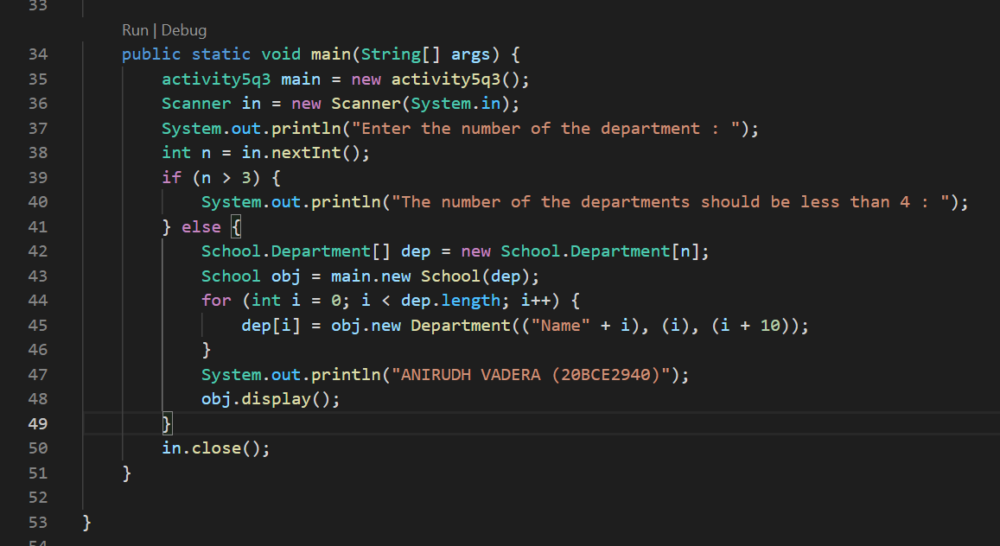 33
Run | Debug
34 public static void main(String[] args) {
35 activity5q3 main = new activity5q3();
36 Scanner in = new Scanner(System.in);
37 System.out.println("Enter the number of the department : ");
38 int n = in.nextInt();
39 if (n > 3) {
40 System.out.println("The number of the departments should be less than 4 : ");
41 } else {
42 School.Department[] dep = new School.Department[n];
43 School obj = main.new School(dep);
44 for (int i = 0; i < dep.length; i++) {
45 dep[i] = obj.new Department(("Name" + i), (i), (i + 10));
46 }
47 System.out.println("ANIRUDH VADERA (20BCE2940)");
48 obj.display();
49 }
50 in.close();
51 }
52
53 }
54